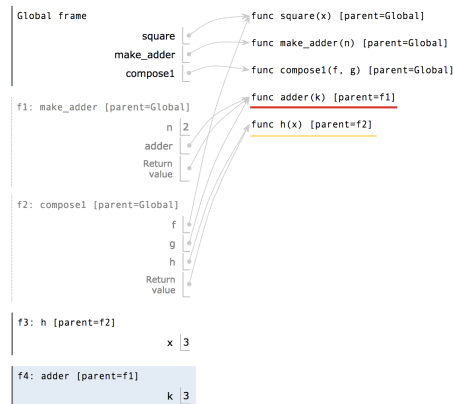 Global frame
square
make_adder
compose1
func square(x) [parent=Global]
func make_adder(n) [parent=Global]
func compose1(f, g) [parent=Global]
func adder(k) [parent=f1]
func h(x) [parent=f2]
f1: make_adder [parent=Global]
n 2
adder
Return
value
f2: compose1 [parent=Global]
f
g
h
Return
value
f3: h [parent=f2]
x 3
f4: adder [parent=f1]
k 3